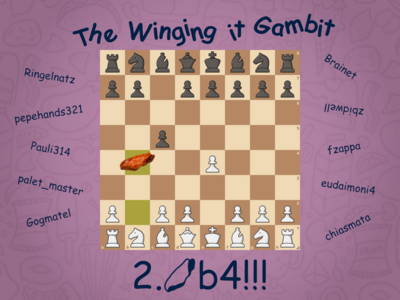 The Winging it Gambit
Ringelnatz
pepehands321
Pauli314
palet_master
Gogmatel
Brainet
zbidwell
fzappa
eudaimoni4
chiasmata
2. b4!!!